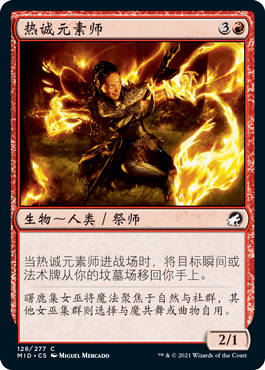 热诚元素师 3
生物～人类／祭师
当热诚元素师进战场时，将目标瞬间或
法术牌从你的坟墓场移回你手上。
曙鹿集女巫将魔法聚焦于自然与社群，其
他女巫集群则选择与魔共舞或曲物自用。
2/1
128/277 C
MID • CS MIGUEL MERCADO
™ & © 2021 Wizards of the Coast